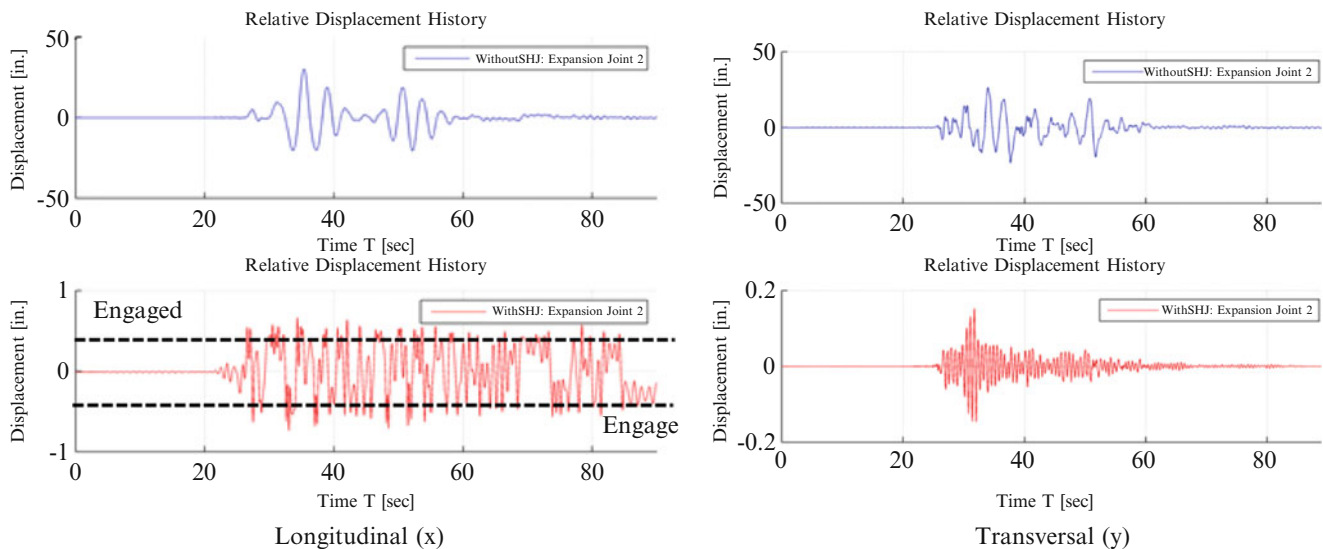 Relative Displacement History
50
0
-50
Displacement [in.]
WithoutSHJ: Expansion Joint 2
0 20 40 60 80
Time T [sec]
Relative Displacement History
50
0
-50
Displacement [in.]
WithoutSHJ: Expansion Joint 2
0 20 40 60 80
Time T [sec]
Relative Displacement History
1
0
-1
Displacement [in.]
Engaged
WithSHJ: Expansion Joint 2
Engage
0 20 40 60 80
Time T [sec]
Longitudinal (x)
Relative Displacement History
0.2
0
-0.2
Displacement [in.]
WithSHJ: Expansion Joint 2
0 20 40 60 80
Time T [sec]
Transversal (y)